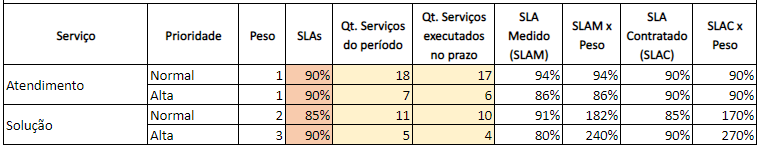 Serviço Prioridade Peso SLAs Qt. Serviços do período Qt. Serviços executados no prazo SLA Medido (SLAM) SLAM x Peso SLA Contratado (SLAC) SLAC x Peso
Atendimento Normal 1 90% 18 17 94% 94% 90% 90%
Alta 1 90% 7 6 86% 86% 90% 90%
Solução Normal 2 85% 11 10 91% 182% 85% 170%
Alta 3 90% 5 4 80% 240% 90% 270%